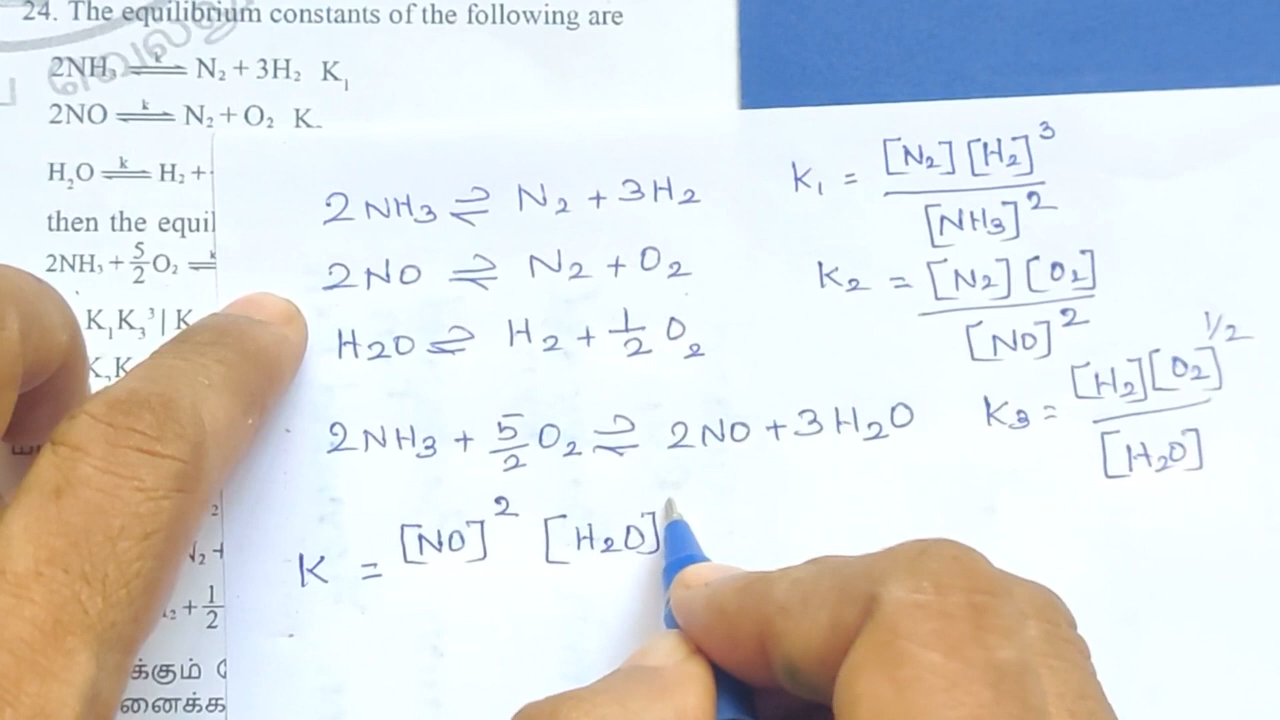 24. The equilibrium constants of the following are
2NH₃ ⇌ N₂ + 3H₂ K₁
2NO ⇌ N₂ + O₂ K
H₂O ⇌ H₂ +
then the equil
2NH₃ + 5/2 O₂ ⇌
K₁K₃³ | K
K
2NH3 ⇌ N2 + 3H2
2NO ⇌ N2 + O2
H2O ⇌ H2 + 1/2 O2
2NH3 + 5/2 O2 ⇌ 2NO + 3H2O
K = [NO]² [H2O]
K1 = [N2] [H2]³ / [NH3]²
K2 = [N2] [O2] / [NO]²
K3 = [H2] [O2]^1/2 / [H2O]
2
+ 1/2
க்கும்
னைக்க